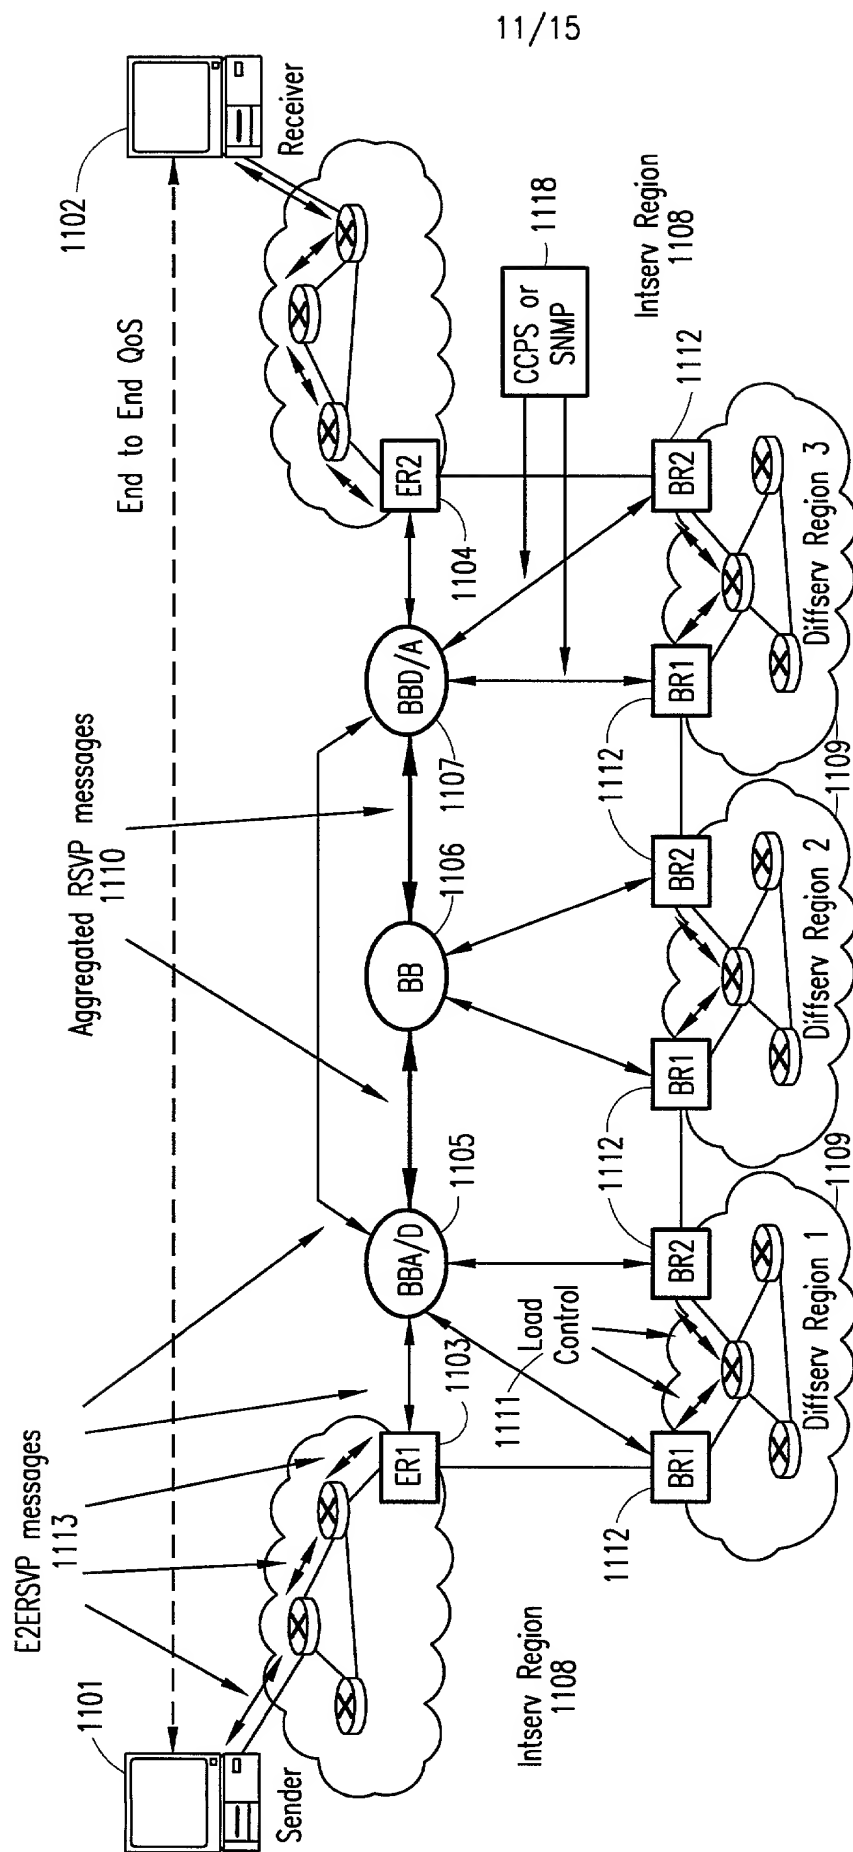 11/15
1101
Sender
E2ERSVP messages
1113
End to End QoS
Aggregated RSVP messages
1110
1102
Receiver
Intserv Region
1108
ER1
1103
BBA/D
1105
BB
1106
BBD/A
1107
ER2
1104
CCPS or
SNMP
1118
Intserv Region
1108
1111
Load
Control
BR1
1112
BR2
1112
Diffserv Region 1
1109
BR1
1112
BR2
1112
Diffserv Region 2
1109
BR1
1112
BR2
1112
Diffserv Region 3